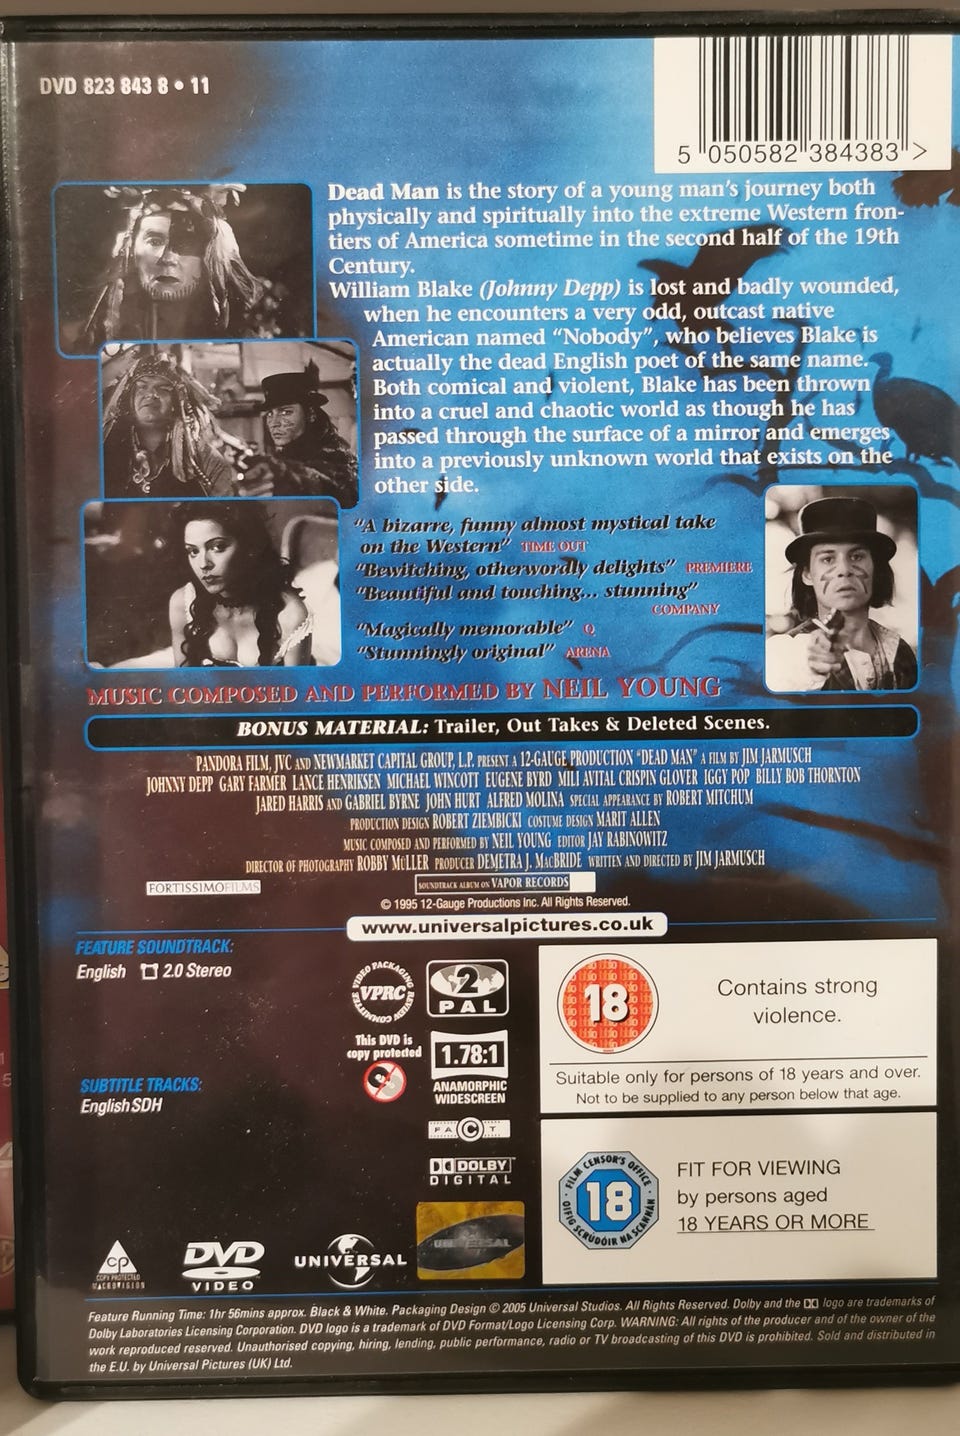 DVD 823 843 8 • 11
5 050582 384383 >
Dead Man is the story of a young man's journey both
physically and spiritually into the extreme Western fron-
tiers of America sometime in the second half of the 19th
Century.
William Blake (Johnny Depp) is lost and badly wounded,
when he encounters a very odd, outcast native
American named "Nobody", who believes Blake is
actually the dead English poet of the same name.
Both comical and violent, Blake has been thrown
into a cruel and chaotic world as though he has
passed through the surface of a mirror and emerges
into a previously unknown world that exists on the
other side.
"A bizarre, funny almost mystical take
on the Western" TIME OUT
"Bewitching, otherwordly delights" PREMIERE
"Beautiful and touching... stunning"
COMPANY
"Magically memorable" Q
"Stunningly original" ARENA
MUSIC COMPOSED AND PERFORMED BY NEIL YOUNG
BONUS MATERIAL: Trailer, Out Takes & Deleted Scenes.
PANDORA FILM, JVC AND NEWMARKET CAPITAL GROUP, L.P. PRESENT A 12-GAUGE PRODUCTION "DEAD MAN" A FILM BY JIM JARMUSCH
JOHNNY DEPP GARY FARMER LANCE HENRIKSEN MICHAEL WINCOTT EUGENE BYRD MILI AVITAL CRISPIN GLOVER IGGY POP BILLY BOB THORNTON
JARED HARRIS AND GABRIEL BYRNE JOHN HURT ALFRED MOLINA SPECIAL APPEARANCE BY ROBERT MITCHUM
PRODUCTION DESIGN ROBERT ZIEMBICKI COSTUME DESIGN MARIT ALLEN
MUSIC COMPOSED AND PERFORMED BY NEIL YOUNG EDITOR JAY RABINOWITZ
DIRECTOR OF PHOTOGRAPHY ROBBY MüLLER PRODUCER DEMETRA J. MacBRIDE WRITTEN AND DIRECTED BY JIM JARMUSCH
FORTISSIMOFILMS
SOUNDTRACK ALBUM ON VAPOR RECORDS
© 1995 12-Gauge Productions Inc. All Rights Reserved.
www.universalpictures.co.uk
FEATURE SOUNDTRACK:
English 2.0 Stereo
SUBTITLE TRACKS:
English SDH
VIDEO PACKAGING REVIEW COMMITTEE
VPRC
2
PAL
This DVD is
copy protected
1.78:1
ANAMORPHIC
WIDESCREEN
FACT
DOLBY
DIGITAL
18
Contains strong
violence.
Suitable only for persons of 18 years and over.
Not to be supplied to any person below that age.
FILM CENSOR'S OFFICE
18
OIFIG SCRÚDÓIR NA SCANNÁN
FIT FOR VIEWING
by persons aged
18 YEARS OR MORE
CP
COPY PROTECTED
MACROVISION
DVD
VIDEO
UNIVERSAL
UNIVERSAL
Feature Running Time: 1hr 56mins approx. Black & White. Packaging Design © 2005 Universal Studios. All Rights Reserved. Dolby and the logo are trademarks of
Dolby Laboratories Licensing Corporation. DVD logo is a trademark of DVD Format/Logo Licensing Corp. WARNING: All rights of the producer and of the owner of the
work reproduced reserved. Unauthorised copying, hiring, lending, public performance, radio or TV broadcasting of this DVD is prohibited. Sold and distributed in
the E.U. by Universal Pictures (UK) Ltd.